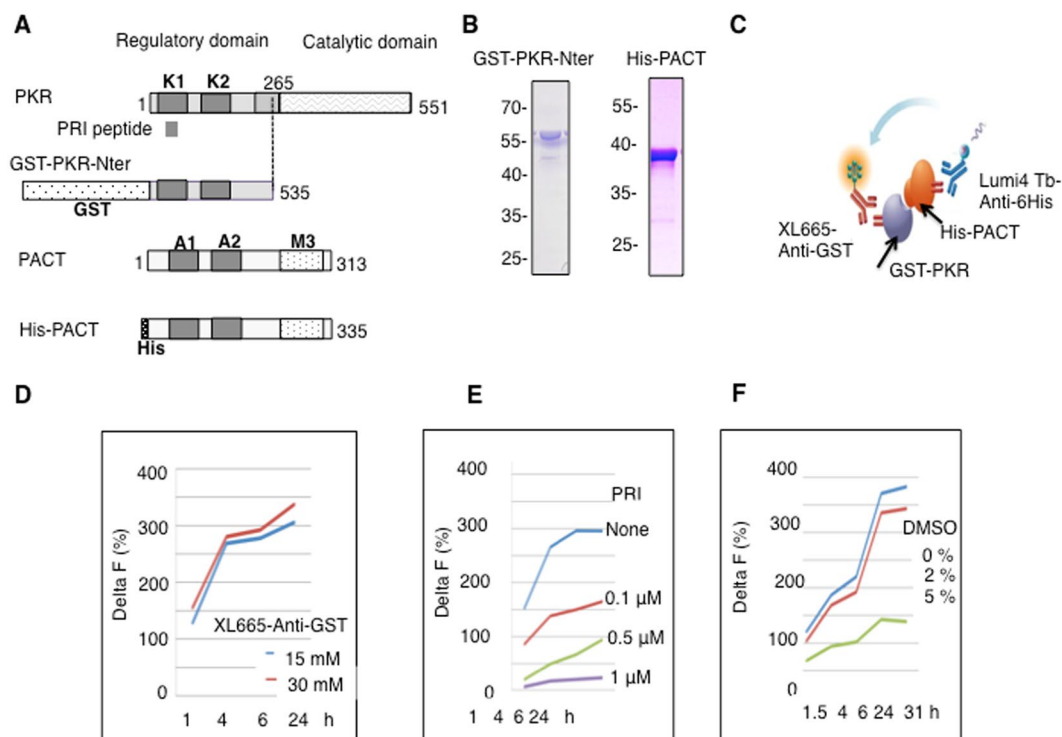 A
Regulatory domain
Catalytic domain
K1
K2
265
PKR
1
551
PRI peptide
GST-PKR-Nter
535
GST
A1
A2
M3
PACT
1
313
His-PACT
335
His
B
GST-PKR-Nter
His-PACT
70-
55-
40-
35-
25-
55-
40-
35-
25-
C
Lumi4 Tb-
Anti-6His
XL665-
Anti-GST
His-PACT
GST-PKR
D
Delta F (%)
400
300
200
100
0
XL665-Anti-GST
15 mM
30 mM
1 4 6 24 h
E
Delta F (%)
400
300
200
100
0
PRI
None
0.1 µM
0.5 µM
1 µM
1 4 6 24 h
F
Delta F (%)
400
300
200
100
0
DMSO
0 %
2 %
5 %
1.5 4 6 24 31 h